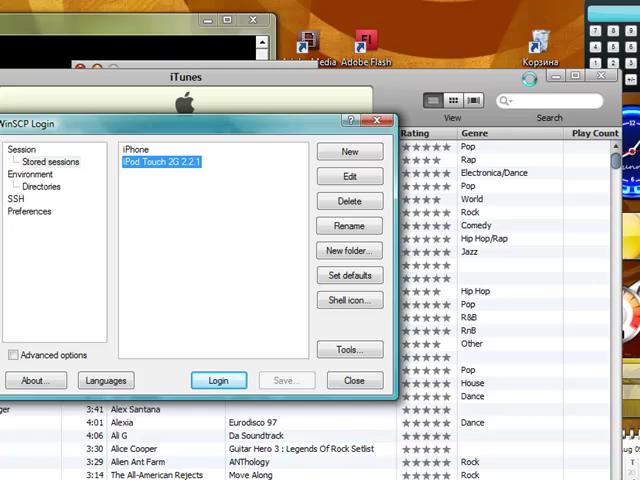 Adobe Flash
Корзина
iTunes
View
Search
WinSCP Login
Session
Stored sessions
Environment
Directories
SSH
Preferences
iPhone
iPod Touch 2G 2.2.1
New
Edit
Delete
Rename
New folder...
Set defaults
Shell icon...
Tools...
Advanced options
About...
Languages
Login
Save...
Close
Rating Genre Play Count
Pop
Rap
Electronica/Dance
Pop
World
Rock
Comedy
Hip Hop/Rap
Jazz
Hip Hop
Pop
R&B
RnB
Other
Pop
House
Dance
3:41 Alex Santana
4:01 Alexia Eurodisco 97 Dance
4:06 Ali G Da Soundtrack
3:30 Alice Cooper Guitar Hero 3 : Legends Of Rock Setlist
3:29 Alien Ant Farm ANThology Rock
3:14 The All-American Rejects Move Along Rock